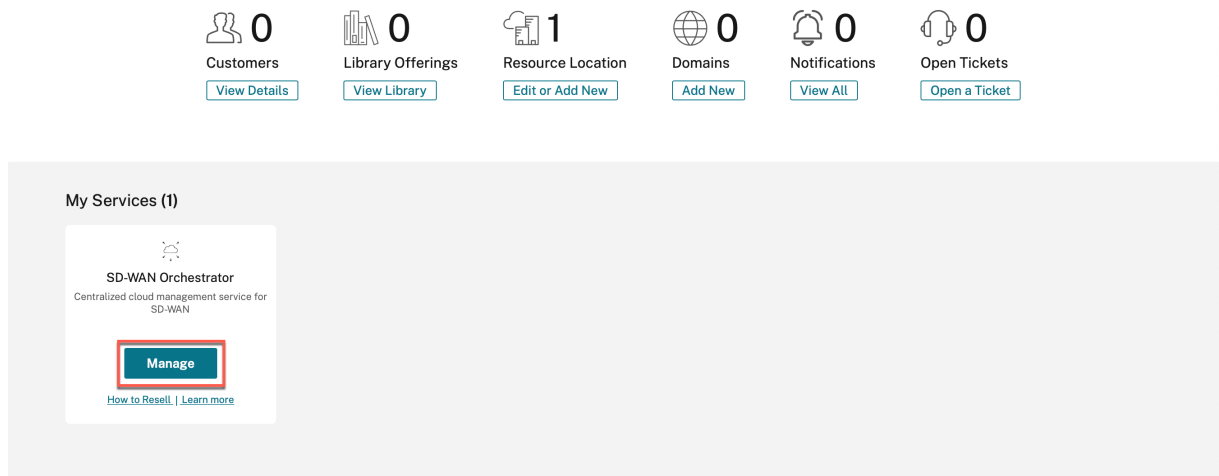 0 0 1 0 0 0
Customers Library Offerings Resource Location Domains Notifications Open Tickets
View Details View Library Edit or Add New Add New View All Open a Ticket
My Services (1)
SD-WAN Orchestrator
Centralized cloud management service for
SD-WAN
Manage
How to Resell | Learn more